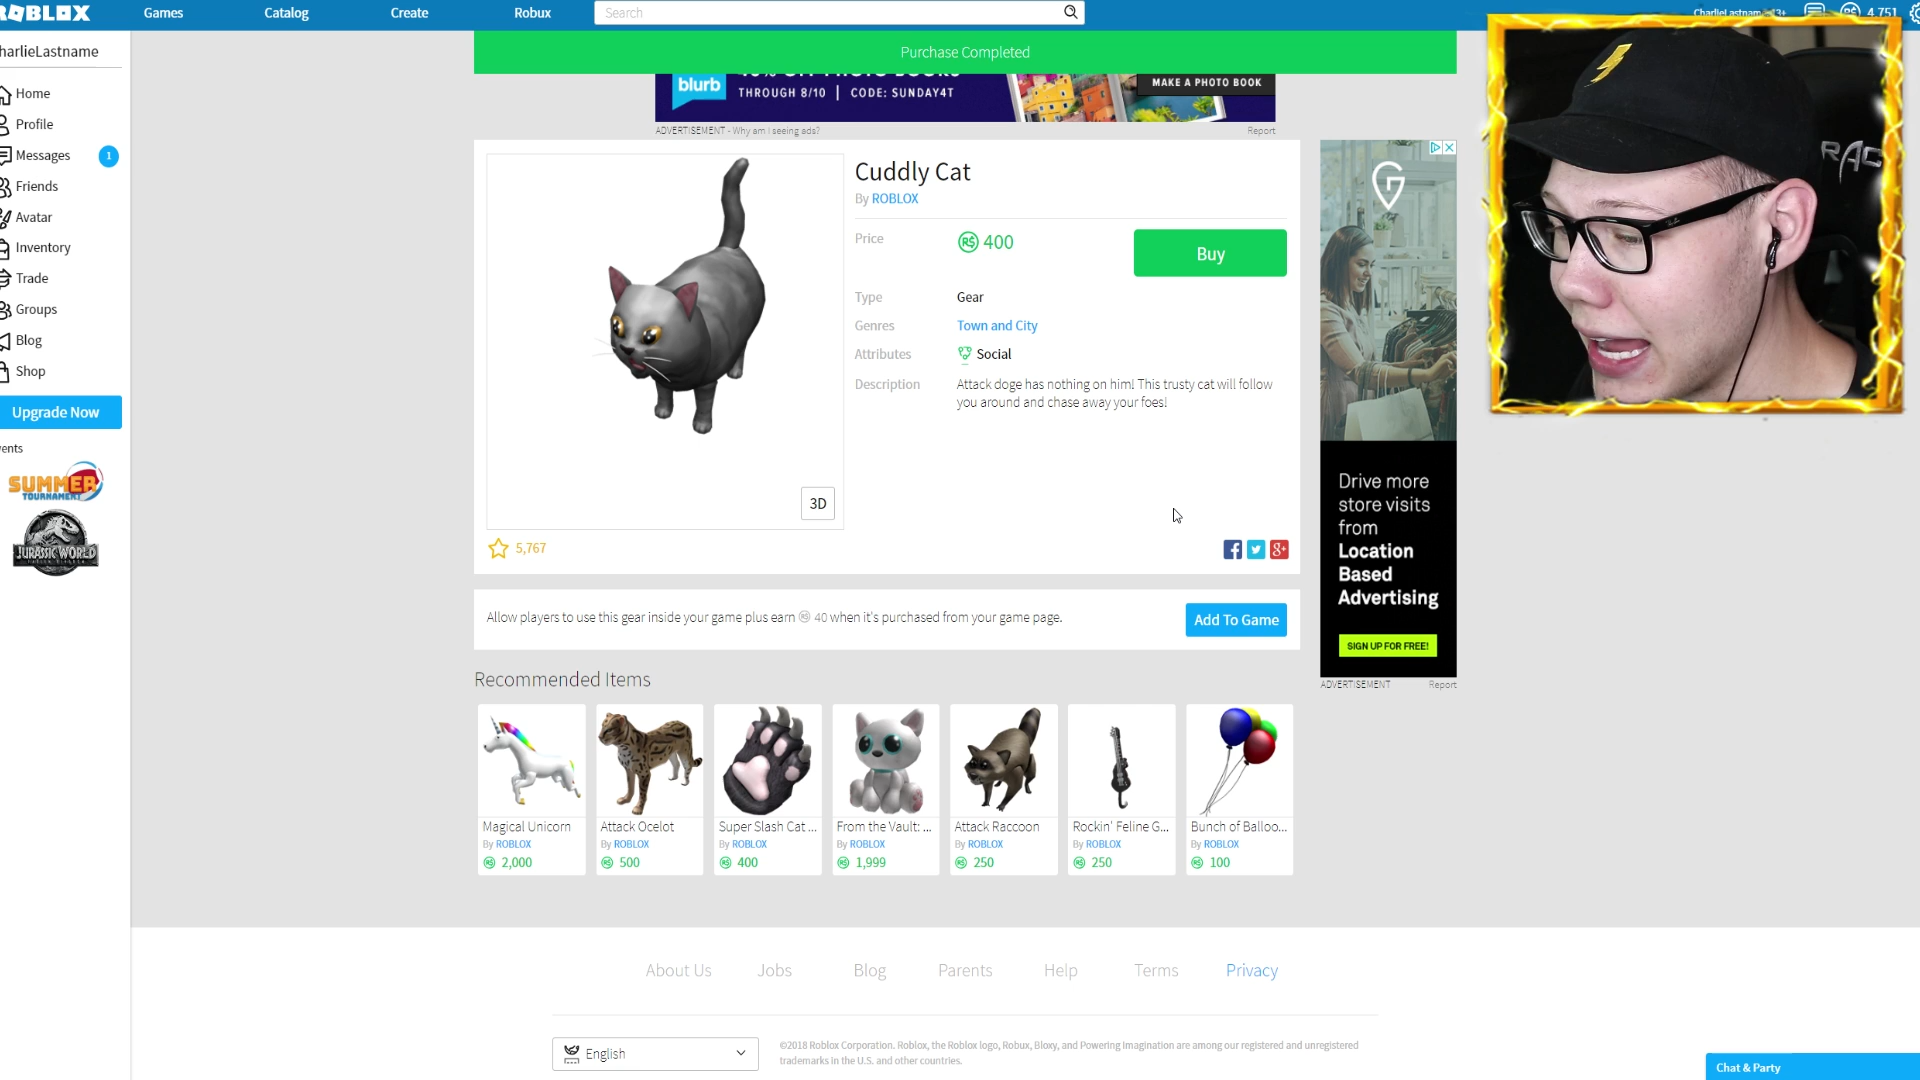 ROBLOX
Games
Catalog
Create
Robux
Search
4,751
harlieLastname
Home
Profile
Messages
1
Friends
Avatar
Inventory
Trade
Groups
Blog
Shop
Upgrade Now
vents
SUMMER
TOURNAMENT
JURASSIC WORLD
Purchase Completed
blurb
THROUGH 8/10 | CODE: SUNDAY4T
MAKE A PHOTO BOOK
ADVERTISEMENT - Why am I seeing ads?
Report
Cuddly Cat
By ROBLOX
Price
R$ 400
Buy
Type
Gear
Genres
Town and City
Attributes
Social
Description
Attack doge has nothing on him! This trusty cat will follow
you around and chase away your foes!
3D
5,767
Allow players to use this gear inside your game plus earn R$ 40 when it's purchased from your game page.
Add To Game
Drive more
store visits
from
Location
Based
Advertising
SIGN UP FOR FREE!
ADVERTISEMENT
Report
Recommended Items
Magical Unicorn
By ROBLOX
R$ 2,000
Attack Ocelot
By ROBLOX
R$ 500
Super Slash Cat ...
By ROBLOX
R$ 400
From the Vault: ...
By ROBLOX
R$ 1,999
Attack Raccoon
By ROBLOX
R$ 250
Rockin' Feline G...
By ROBLOX
R$ 250
Bunch of Balloo...
By ROBLOX
R$ 100
About Us
Jobs
Blog
Parents
Help
Terms
Privacy
English
©2018 Roblox Corporation. Roblox, the Roblox logo, Robux, Bloxy, and Powering Imagination are among our registered and unregistered
trademarks in the U.S. and other countries.
Chat & Party